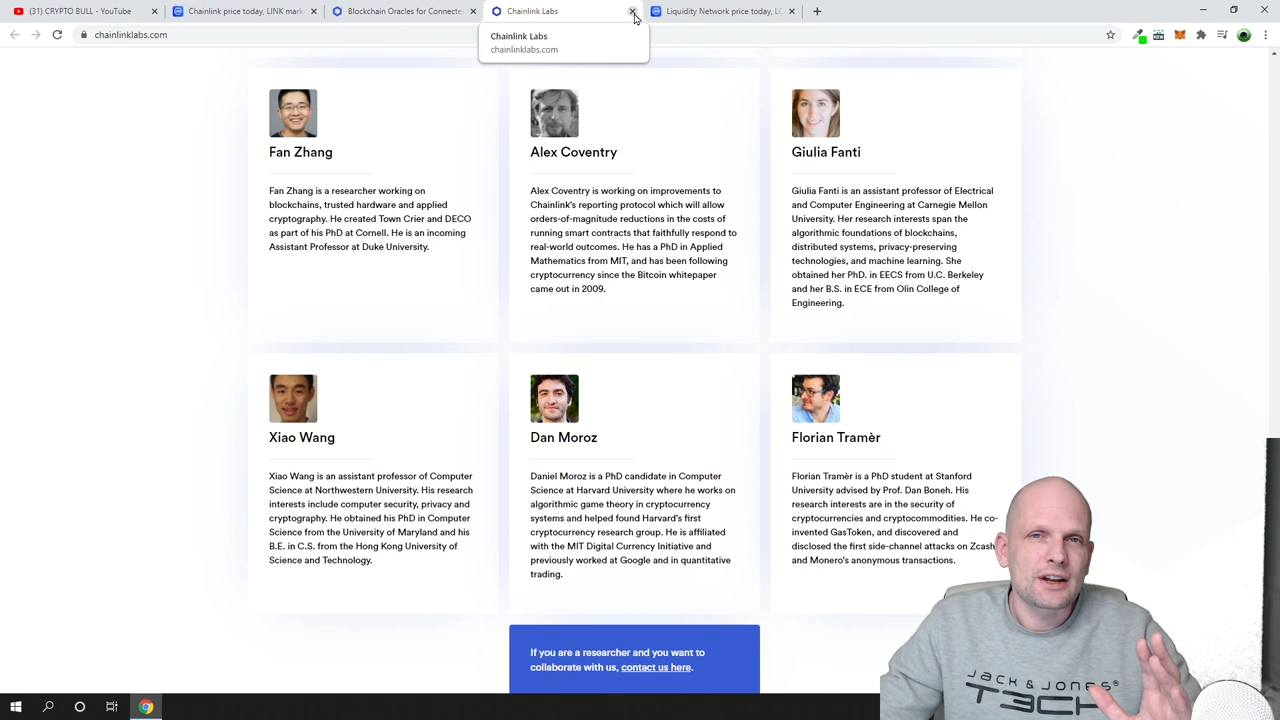 (31) CRYPTO BULL - YouTube
Chainlink price today, LINK mark
Blockchain Oracles for Connecte
Chainlink Labs
Liquidity Network price today, LC
chainlinklabs.com
Chainlink Labs
chainlinklabs.com
Fan Zhang
Fan Zhang is a researcher working on
blockchains, trusted hardware and applied
cryptography. He created Town Crier and DECO
as part of his PhD at Cornell. He is an incoming
Assistant Professor at Duke University.
Alex Coventry
Alex Coventry is working on improvements to
Chainlink's reporting protocol which will allow
orders-of-magnitude reductions in the costs of
running smart contracts that faithfully respond to
real-world outcomes. He has a PhD in Applied
Mathematics from MIT, and has been following
cryptocurrency since the Bitcoin whitepaper
came out in 2009.
Giulia Fanti
Giulia Fanti is an assistant professor of Electrical
and Computer Engineering at Carnegie Mellon
University. Her research interests span the
algorithmic foundations of blockchains,
distributed systems, privacy-preserving
technologies, and machine learning. She
obtained her PhD. in EECS from U.C. Berkeley
and her B.S. in ECE from Olin College of
Engineering.
Xiao Wang
Xiao Wang is an assistant professor of Computer
Science at Northwestern University. His research
interests include computer security, privacy and
cryptography. He obtained his PhD in Computer
Science from the University of Maryland and his
B.E. in C.S. from the Hong Kong University of
Science and Technology.
Dan Moroz
Daniel Moroz is a PhD candidate in Computer
Science at Harvard University where he works on
algorithmic game theory in cryptocurrency
systems and helped found Harvard's first
cryptocurrency research group. He is affiliated
with the MIT Digital Currency Initiative and
previously worked at Google and in quantitative
trading.
Florian Tramèr
Florian Tramèr is a PhD student at Stanford
University advised by Prof. Dan Boneh. His
research interests are in the security of
cryptocurrencies and cryptocommodities. He co-
invented GasToken, and discovered and
disclosed the first side-channel attacks on Zcash
and Monero's anonymous transactions.
If you are a researcher and you want to
collaborate with us, contact us here.
JACK & JONES®
T3CH